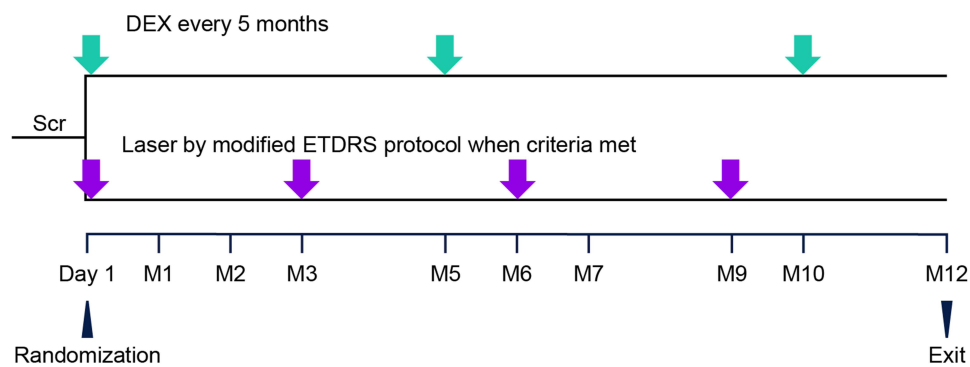 DEX every 5 months
Scr
Laser by modified ETDRS protocol when criteria met
Day 1 M1 M2 M3 M5 M6 M7 M9 M10 M12
Randomization Exit